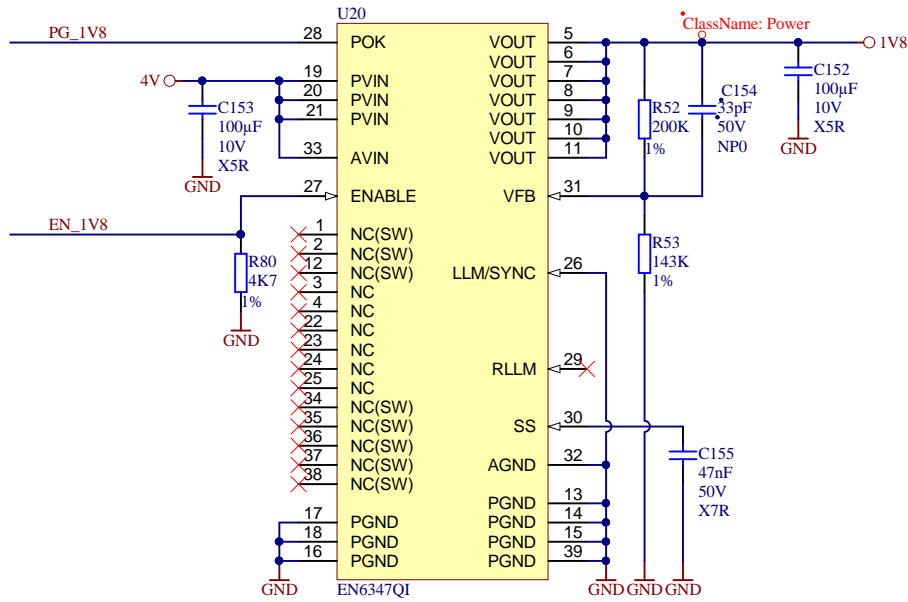 U20
ClassName: Power
PG_1V8
28
POK
VOUT
5
1V8
VOUT
6
4V
19
PVIN
VOUT
7
20
PVIN
VOUT
8
21
PVIN
VOUT
9
VOUT
10
33
AVIN
VOUT
11
C153
100µF
10V
X5R
GND
R52
200K
1%
C154
33pF
50V
NP0
C152
100µF
10V
X5R
GND
27
ENABLE
VFB
31
EN_1V8
R80
4K7
1%
GND
1
NC(SW)
2
NC(SW)
12
NC(SW)
3
NC
4
NC
22
NC
23
NC
24
NC
25
NC
34
NC(SW)
35
NC(SW)
36
NC(SW)
37
NC(SW)
38
NC(SW)
R53
143K
1%
LLM/SYNC
26
RLLM
29
SS
30
C155
47nF
50V
X7R
AGND
32
PGND
13
17
PGND
PGND
14
18
PGND
PGND
15
16
PGND
PGND
39
GND
EN6347QI
GND
GND
GND